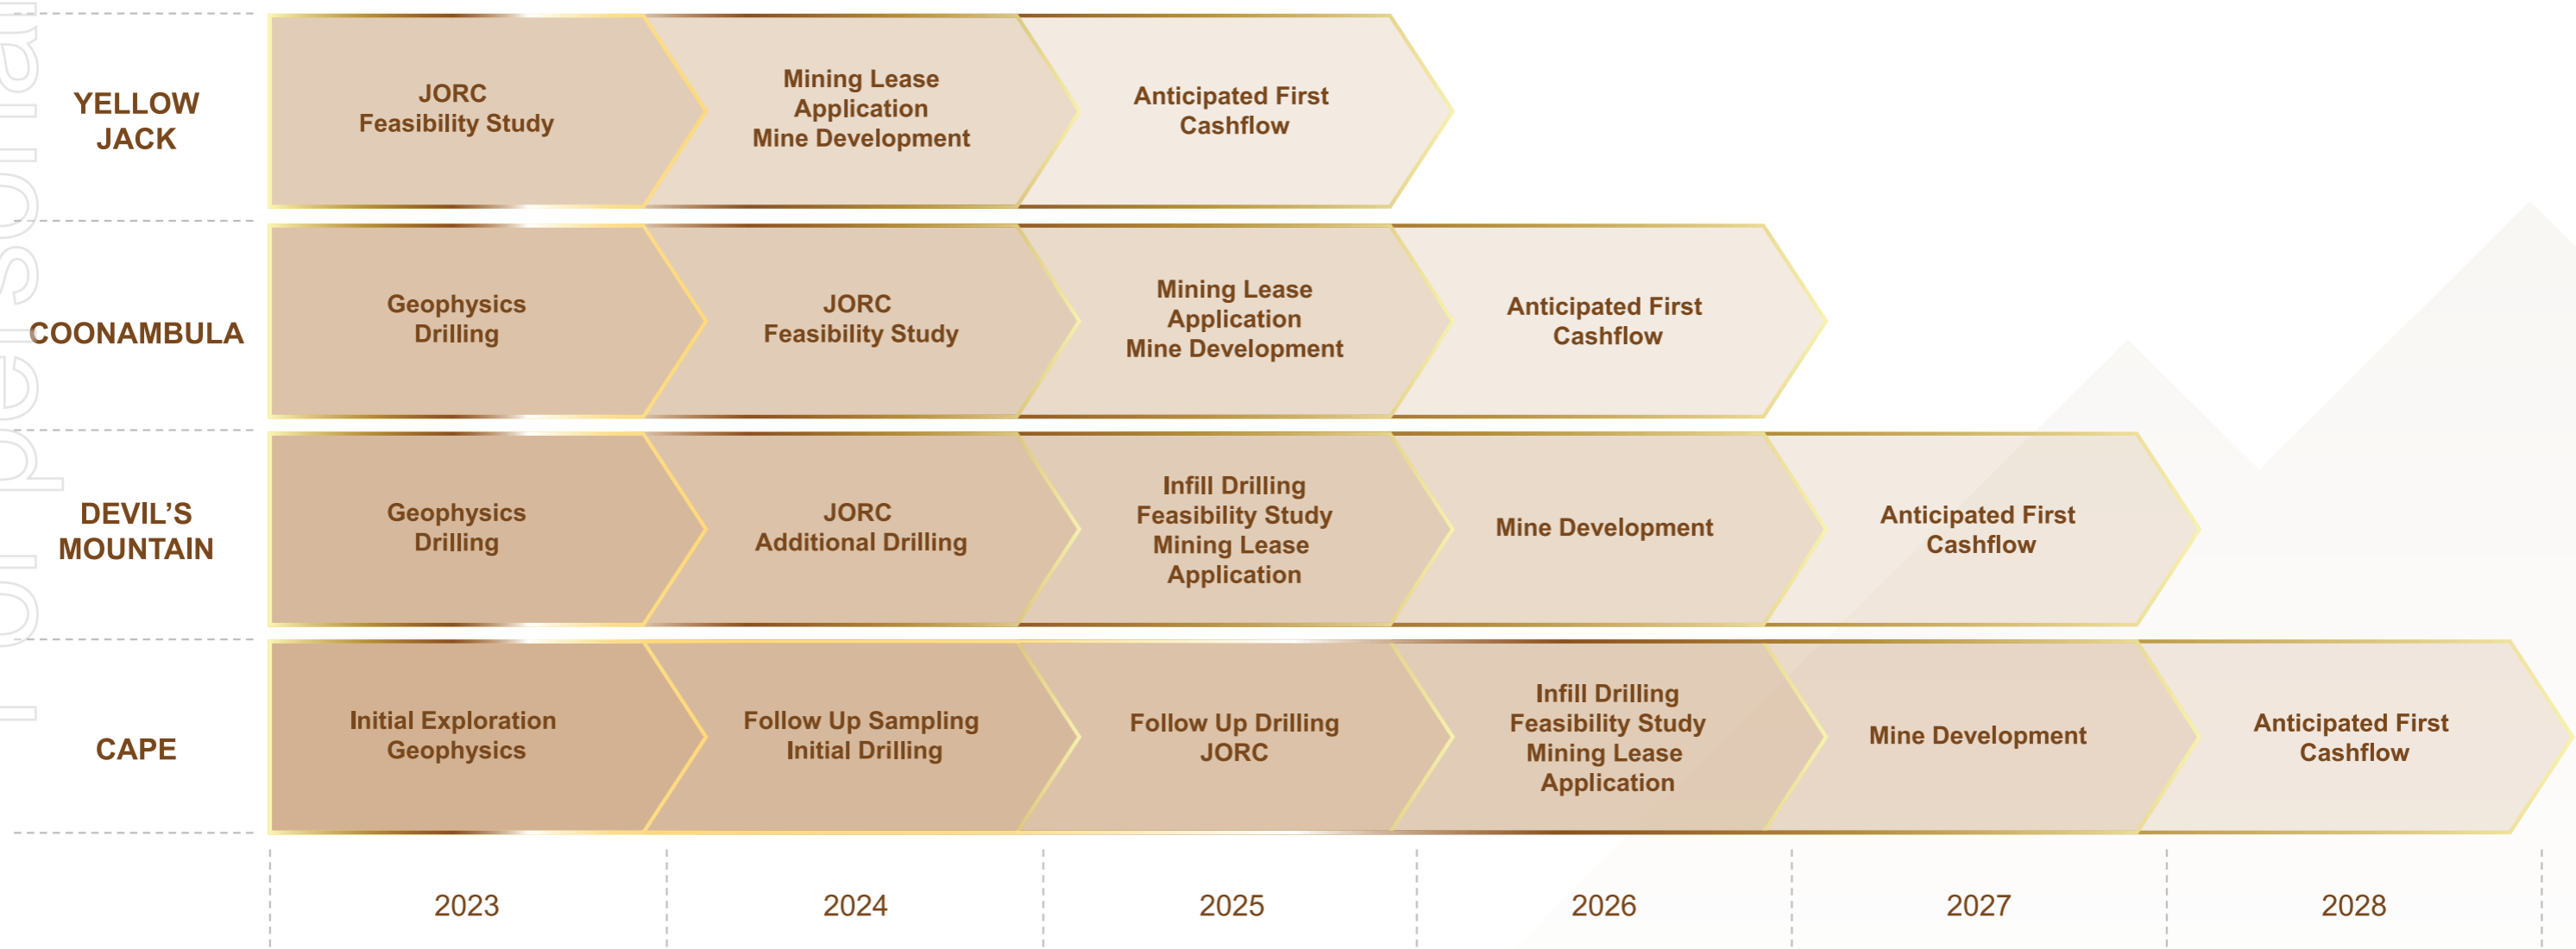 YELLOW
JACK
JORC
Feasibility Study
Mining Lease
Application
Mine Development
Anticipated First
Cashflow
COONAMBULA
Geophysics
Drilling
JORC
Feasibility Study
Mining Lease
Application
Mine Development
Anticipated First
Cashflow
DEVIL’S
MOUNTAIN
Geophysics
Drilling
JORC
Additional Drilling
Infill Drilling
Feasibility Study
Mining Lease
Application
Mine Development
Anticipated First
Cashflow
CAPE
Initial Exploration
Geophysics
Follow Up Sampling
Initial Drilling
Follow Up Drilling
JORC
Infill Drilling
Feasibility Study
Mining Lease
Application
Mine Development
Anticipated First
Cashflow
2023
2024
2025
2026
2027
2028